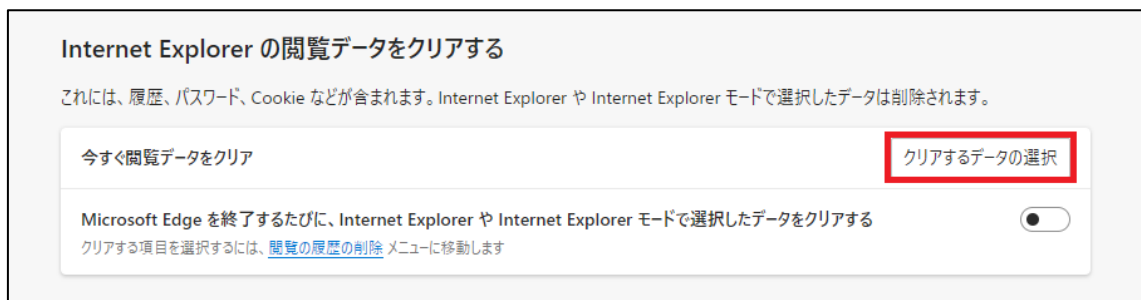 Internet Explorer の閲覧データをクリアする
これには、履歴、パスワード、Cookie などが含まれます。Internet Explorer や Internet Explorer モードで選択したデータは削除されます。
今すぐ閲覧データをクリア
クリアするデータの選択
Microsoft Edge を終了するたびに、Internet Explorer や Internet Explorer モードで選択したデータをクリアする
クリアする項目を選択するには、閲覧の履歴の削除 メニューに移動します